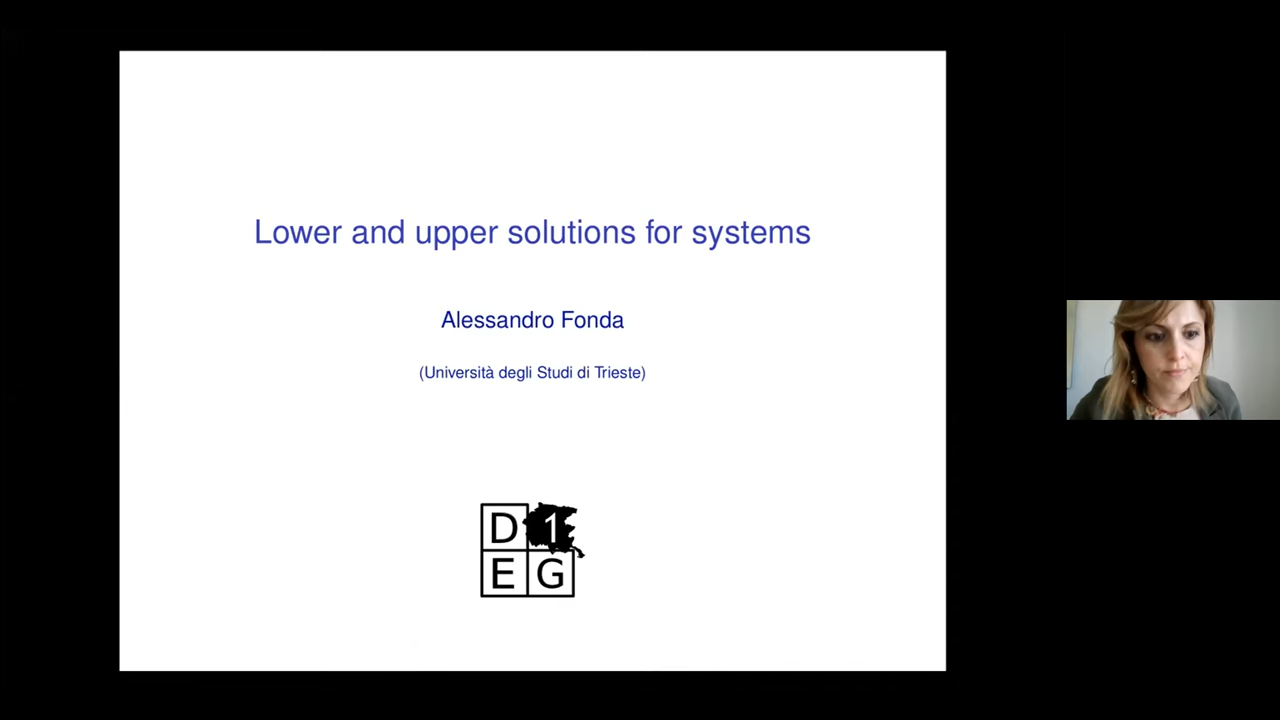 Lower and upper solutions for systems
Alessandro Fonda
(Università degli Studi di Trieste)
D 1
E G